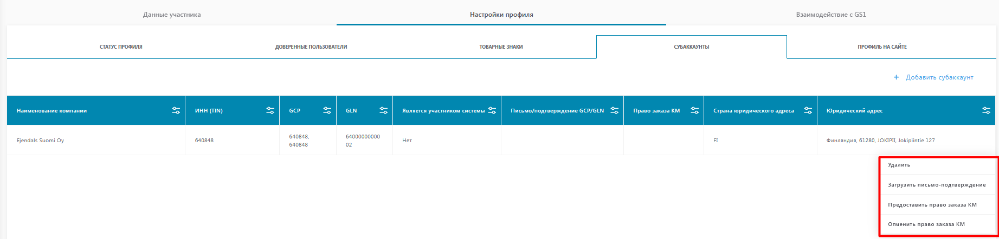 Данные участника
Настройки профиля
Взаимодействие с GS1
СТАТУС ПРОФИЛЯ
ДОВЕРЕННЫЕ ПОЛЬЗОВАТЕЛИ
ТОВАРНЫЕ ЗНАКИ
СУБАККАУНТЫ
ПРОФИЛЬ НА САЙТЕ
+ Добавить субаккаунт
Наименование компании
ИНН (TIN)
GCP
GLN
Является участником системы
Письмо/подтверждение GCP/GLN
Право заказа КМ
Страна юридического адреса
Юридический адрес
Ejendals Suomi Oy
640848
640848,
640848
64000000000
02
Нет
FI
Финляндия, 61280, JOKIPII, Jokipiintie 127
Удалить
Загрузить письмо-подтверждение
Предоставить право заказа КМ
Отменить право заказа КМ